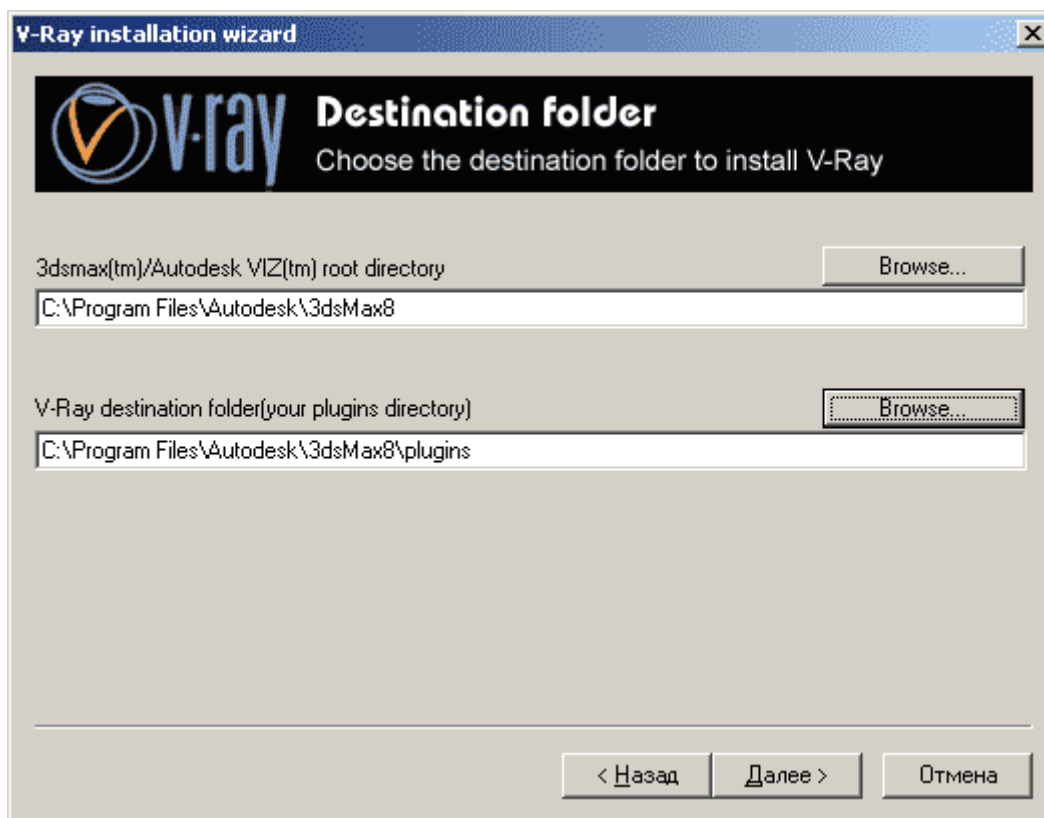 V-Ray installation wizard
v·ray
Destination folder
Choose the destination folder to install V-Ray
3dsmax(tm)/Autodesk VIZ(tm) root directory
Browse...
C:\Program Files\Autodesk\3dsMax8
V-Ray destination folder(your plugins directory)
Browse...
C:\Program Files\Autodesk\3dsMax8\plugins
< Назад
Далее >
Отмена